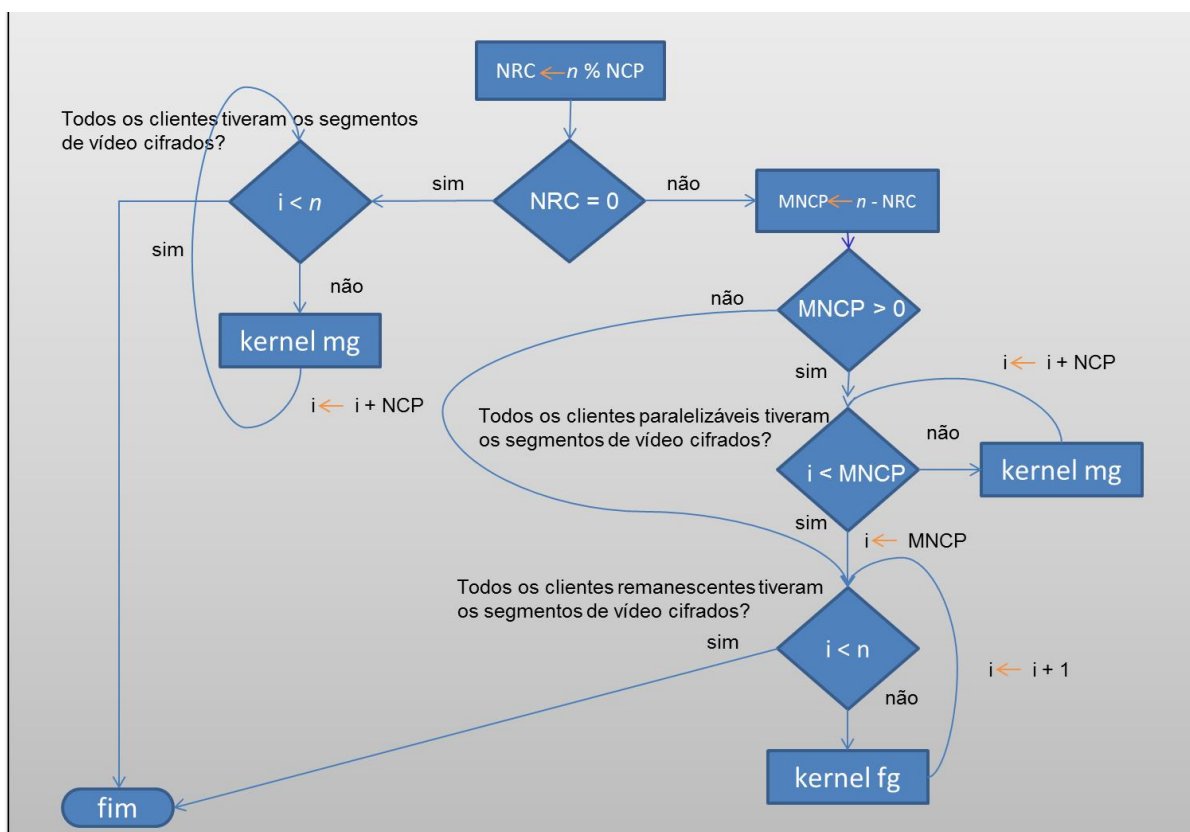 NRC ← n % NCP
Todos os clientes tiveram os segmentos
de vídeo cifrados?
sim
não
i < n
NRC = 0
MNCP ← n - NRC
sim
não
não
MNCP > 0
kernel mg
sim
i ← i + NCP
i ← i + NCP
Todos os clientes paralelizáveis tiveram
os segmentos de vídeo cifrados?
não
i < MNCP
kernel mg
sim
i ← MNCP
Todos os clientes remanescentes tiveram
os segmentos de vídeo cifrados?
sim
i < n
i ← i + 1
não
kernel fg
fim